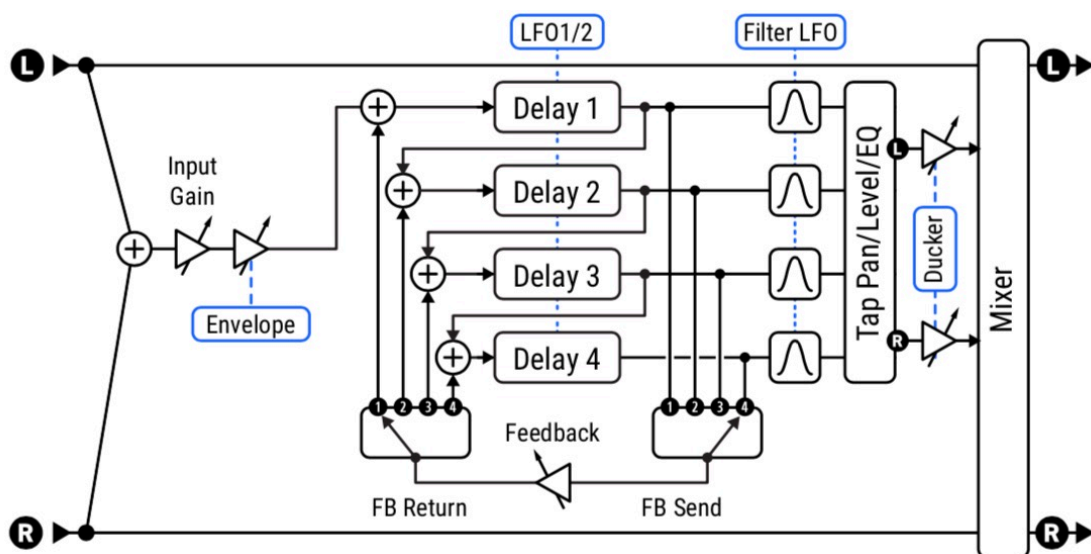 LFO1/2
Filter LFO
L
L
Delay 1
Input
Gain
Delay 2
Envelope
Delay 3
Delay 4
Tap Pan/Level/EQ
L
R
Ducker
Mixer
1 2 3 4
1 2 3 4
Feedback
FB Return
FB Send
R
R